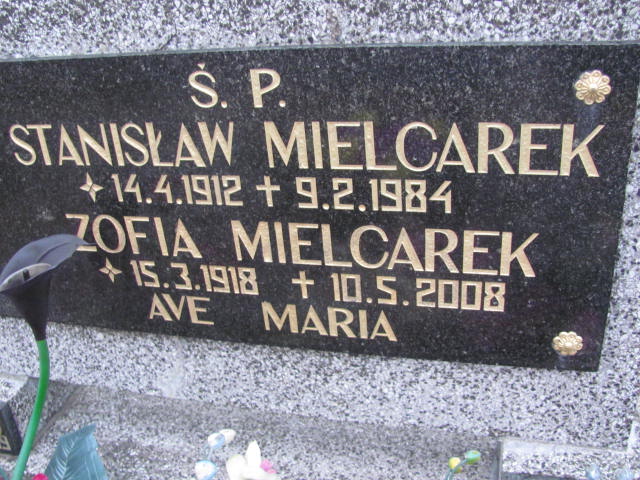 Ś. P.
STANISŁAW MIELCAREK
14.4.1912 + 9.2.1984
ZOFIA MIELCAREK
15.3.1918 + 10.5.2008
AVE MARIA